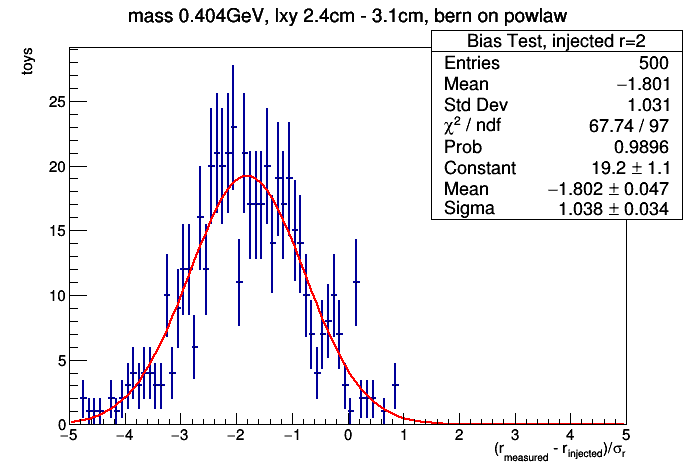 mass 0.404GeV, lxy 2.4cm - 3.1cm, bern on powlaw
toys
Bias Test, injected r=2
Entries 500
Mean −1.801
Std Dev 1.031
χ² / ndf 67.74 / 97
Prob 0.9896
Constant 19.2 ± 1.1
Mean −1.802 ± 0.047
Sigma 1.038 ± 0.034
25
20
15
10
5
0
−5 −4 −3 −2 −1 0 1 2 3 4 5
(r_measured - r_injected)/σ_r